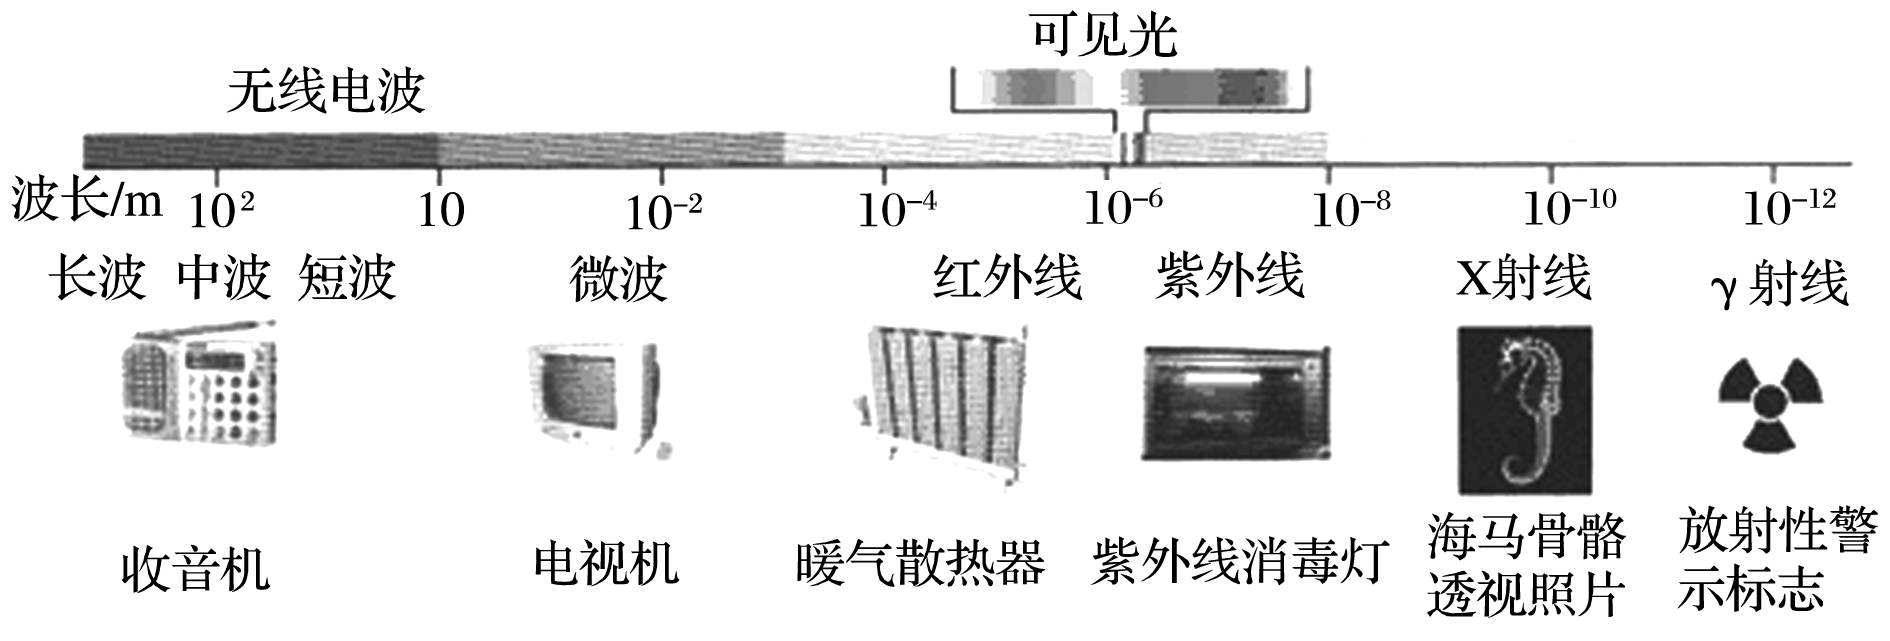 可见光
无线电波
波长/m 10² 10 10⁻² 10⁻⁴ 10⁻⁶ 10⁻⁸ 10⁻¹⁰ 10⁻¹²
长波 中波 短波 微波 红外线 紫外线 X射线 γ射线
收音机 电视机 暖气散热器 紫外线消毒灯
海马骨骼
透视照片
放射性警
示标志